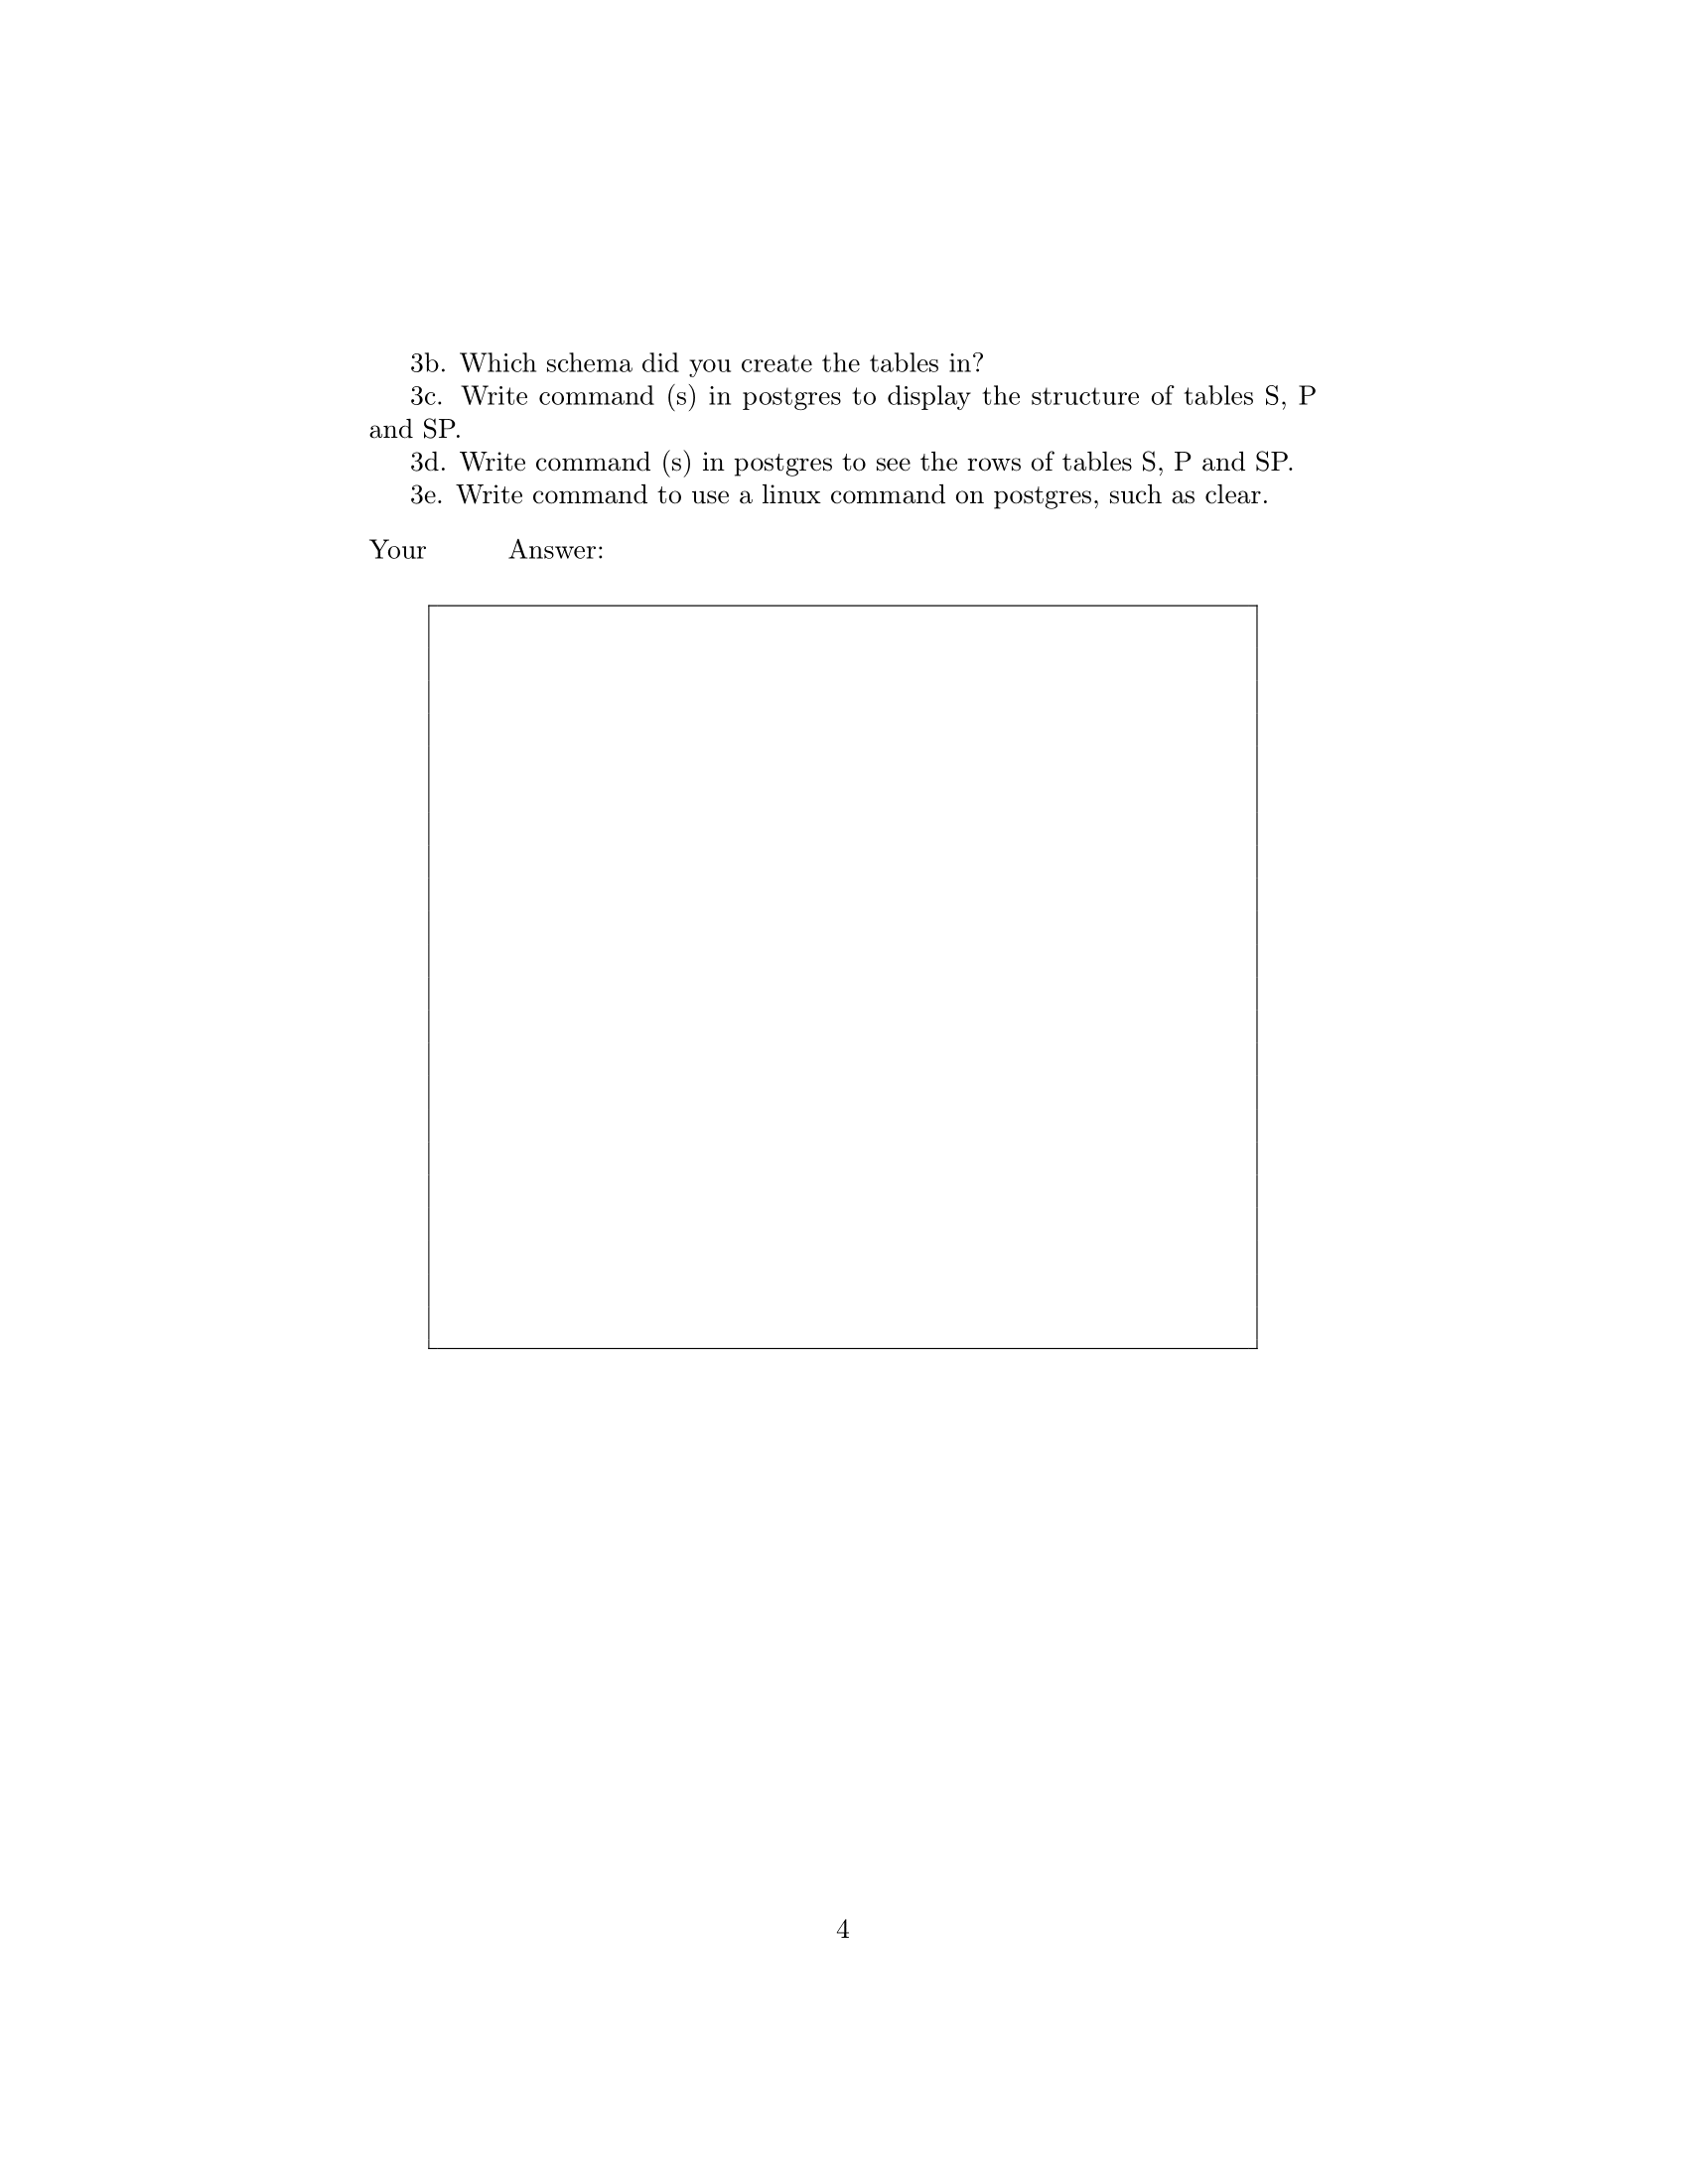 3b. Which schema did you create the tables in?
3c. Write command (s) in postgres to display the structure of tables S, P
and SP.
3d. Write command (s) in postgres to see the rows of tables S, P and SP.
3e. Write command to use a linux command on postgres, such as clear.
Your Answer:
4